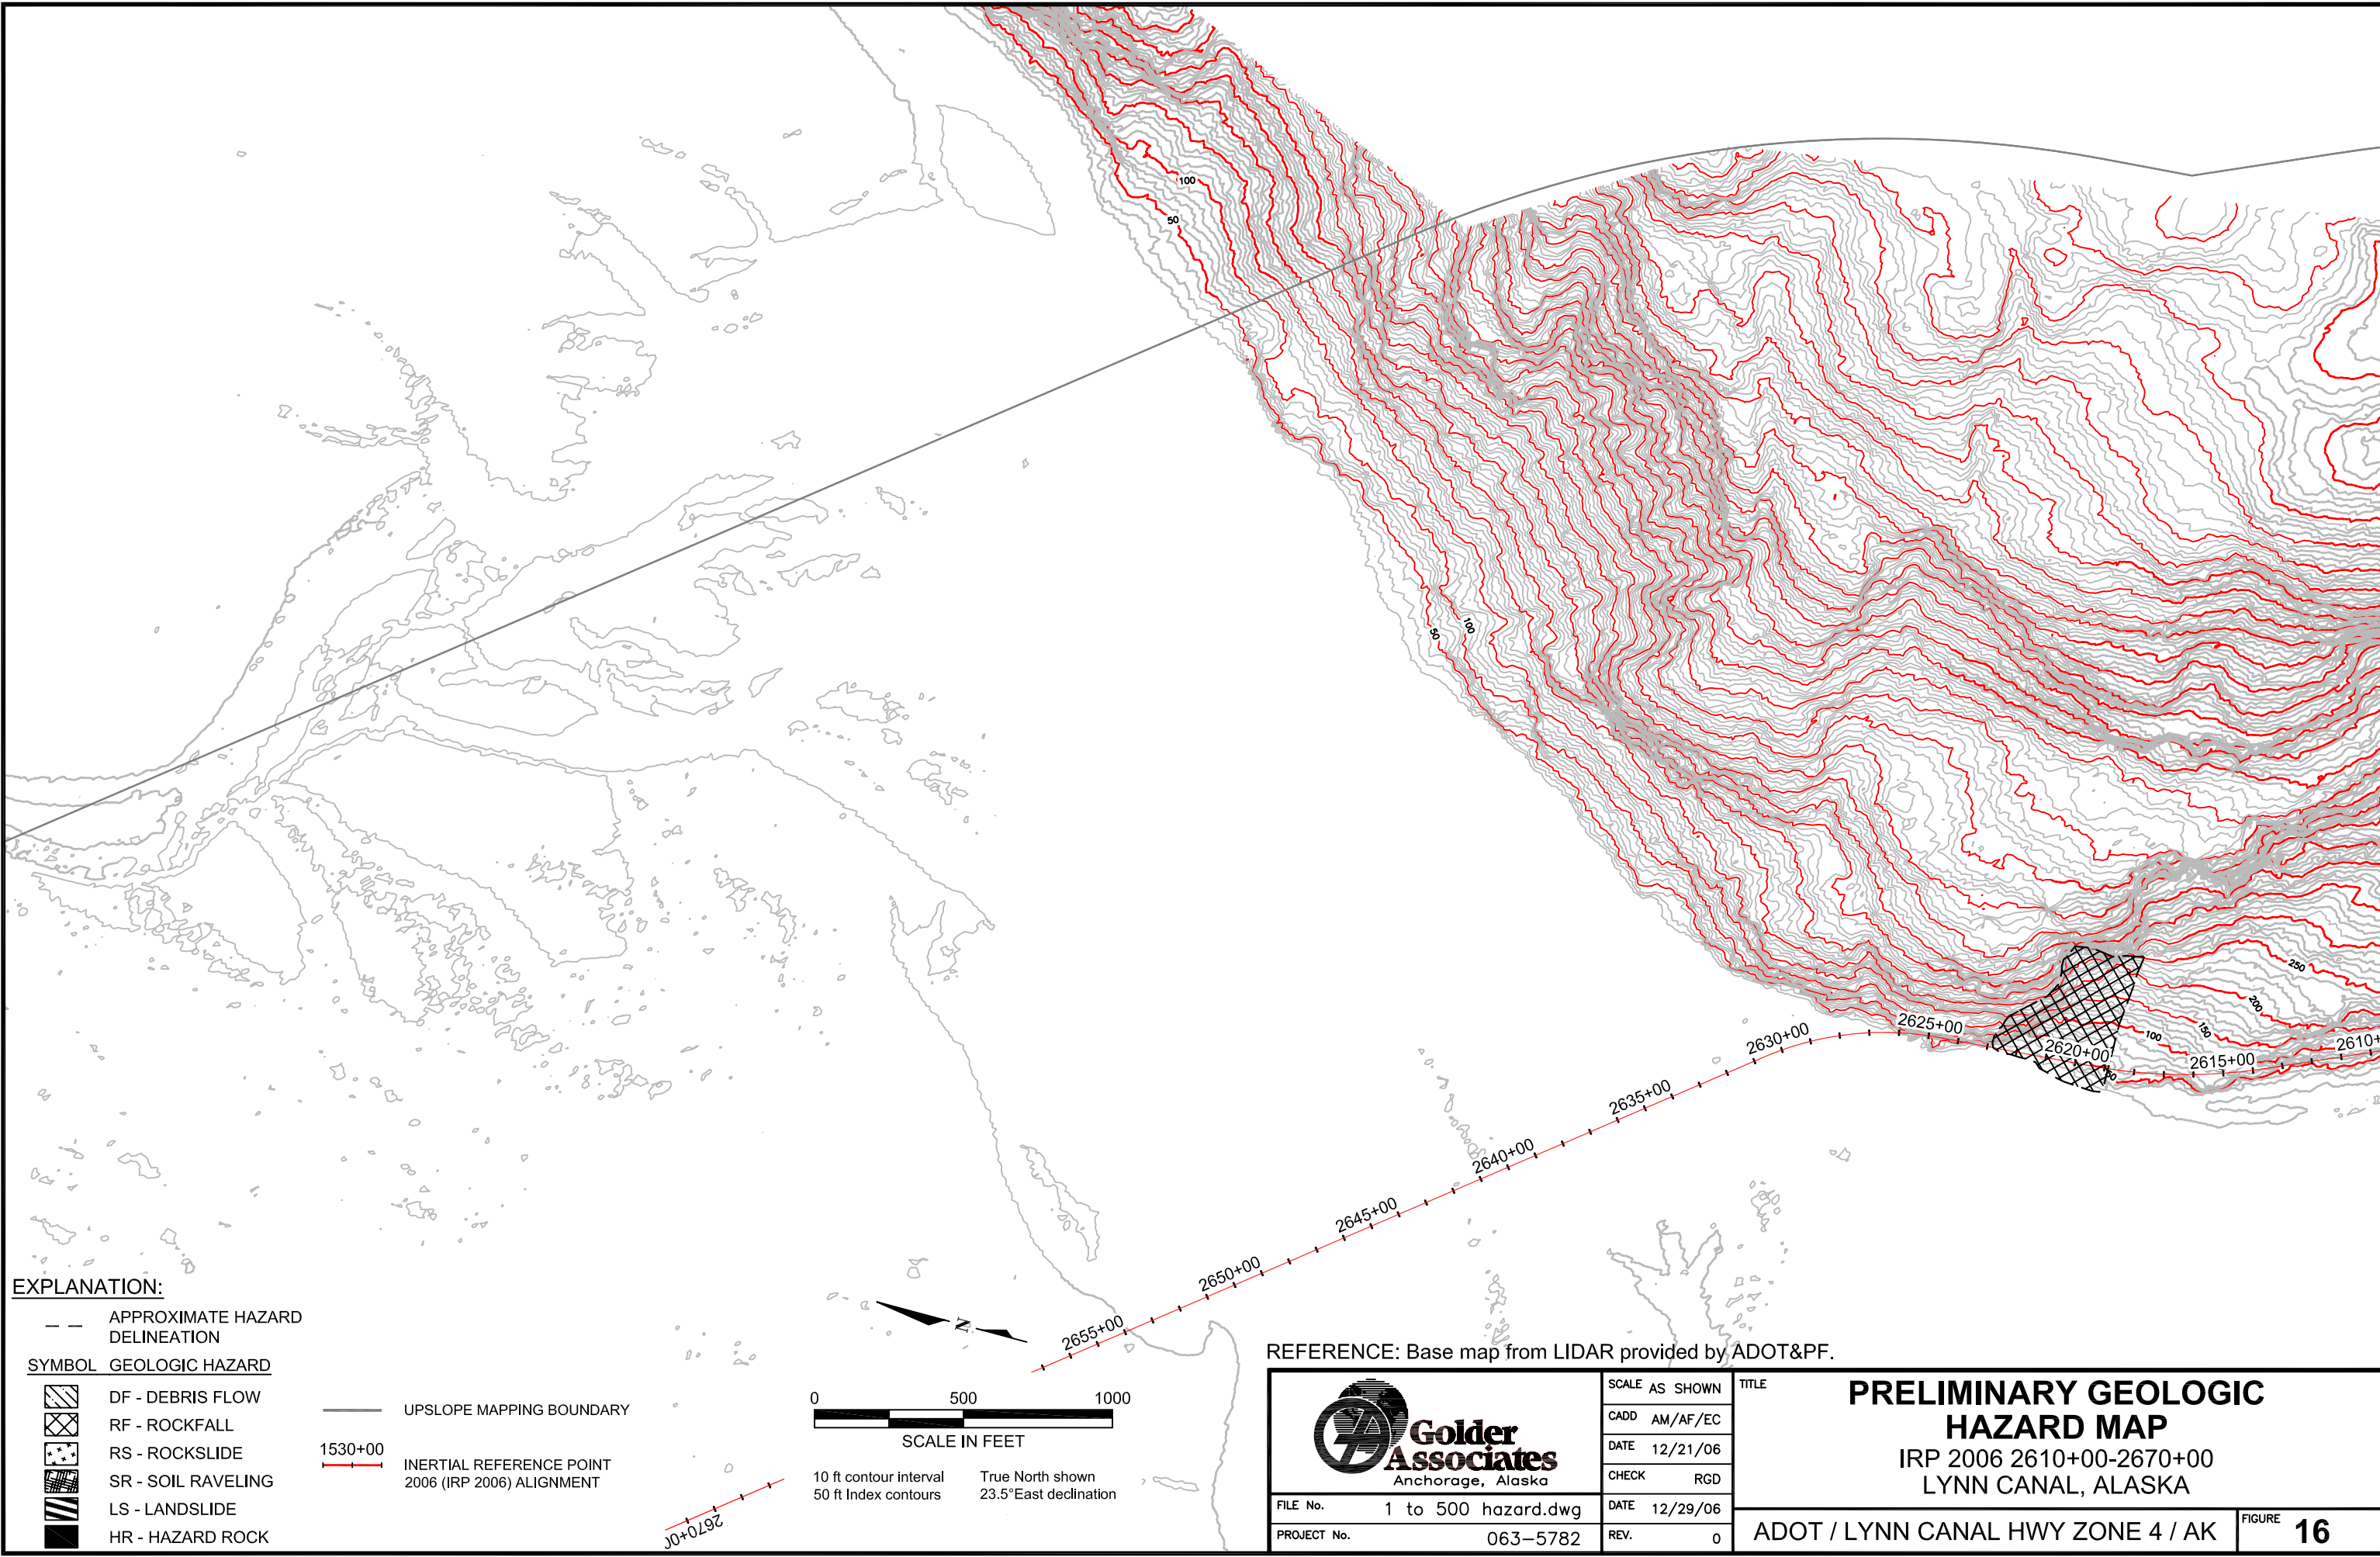 100
50
50
100
250
200
150
100
50
2625+00
2630+00
2620+00
2615+00
2610+
2635+00
2640+00
2645+00
2650+00
2655+00
2670+0
N
EXPLANATION:
APPROXIMATE HAZARD
DELINEATION
SYMBOL GEOLOGIC HAZARD
DF - DEBRIS FLOW
RF - ROCKFALL
RS - ROCKSLIDE
SR - SOIL RAVELING
LS - LANDSLIDE
HR - HAZARD ROCK
UPSLOPE MAPPING BOUNDARY
1530+00
INERTIAL REFERENCE POINT
2006 (IRP 2006) ALIGNMENT
0 500 1000
SCALE IN FEET
10 ft contour interval
50 ft Index contours
True North shown
23.5°East declination
REFERENCE: Base map from LIDAR provided by ADOT&PF.
Golder
Associates
Anchorage, Alaska
SCALE AS SHOWN
CADD AM/AF/EC
DATE 12/21/06
CHECK RGD
FILE No. 1 to 500 hazard.dwg
DATE 12/29/06
PROJECT No. 063-5782
REV. 0
TITLE
PRELIMINARY GEOLOGIC
HAZARD MAP
IRP 2006 2610+00-2670+00
LYNN CANAL, ALASKA
ADOT / LYNN CANAL HWY ZONE 4 / AK
FIGURE 16